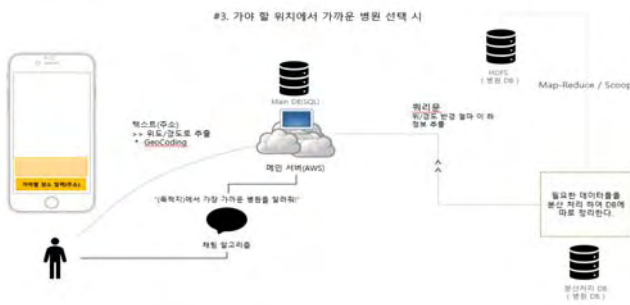 #3. 가야 할 위치에서 가까운 병원 선택 시
HDFS
( 병원 DB )
Map-Reduce / Scoop
Main DB(SQL)
텍스트(주소)
>> 위도/경도로 추출
* GeoCoding
쿼리문
위/경도 반경 얼마 이 하
정보 추출
메인 서버(AWS)
"(목적지)에서 가장 가까운 병원을 알려줘!"
채팅 알고리즘
필요한 데이터들을
분산 처리 하여 DB에
따로 정리한다.
분산처리 DB
( 병원 DB )